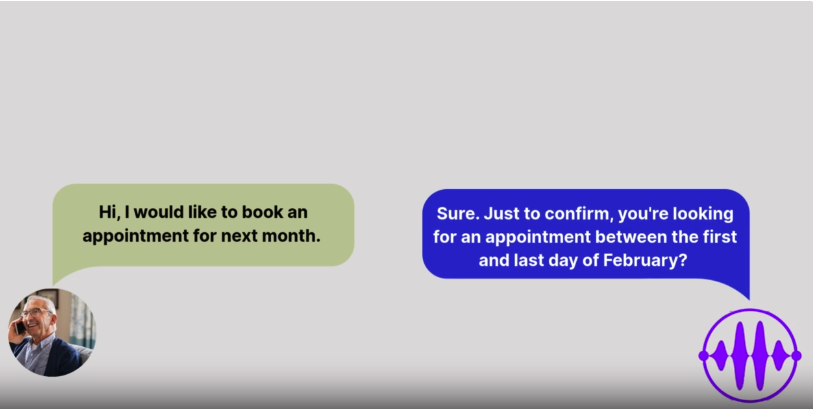 Hi, I would like to book an
appointment for next month.
Sure. Just to confirm, you're looking
for an appointment between the first
and last day of February?